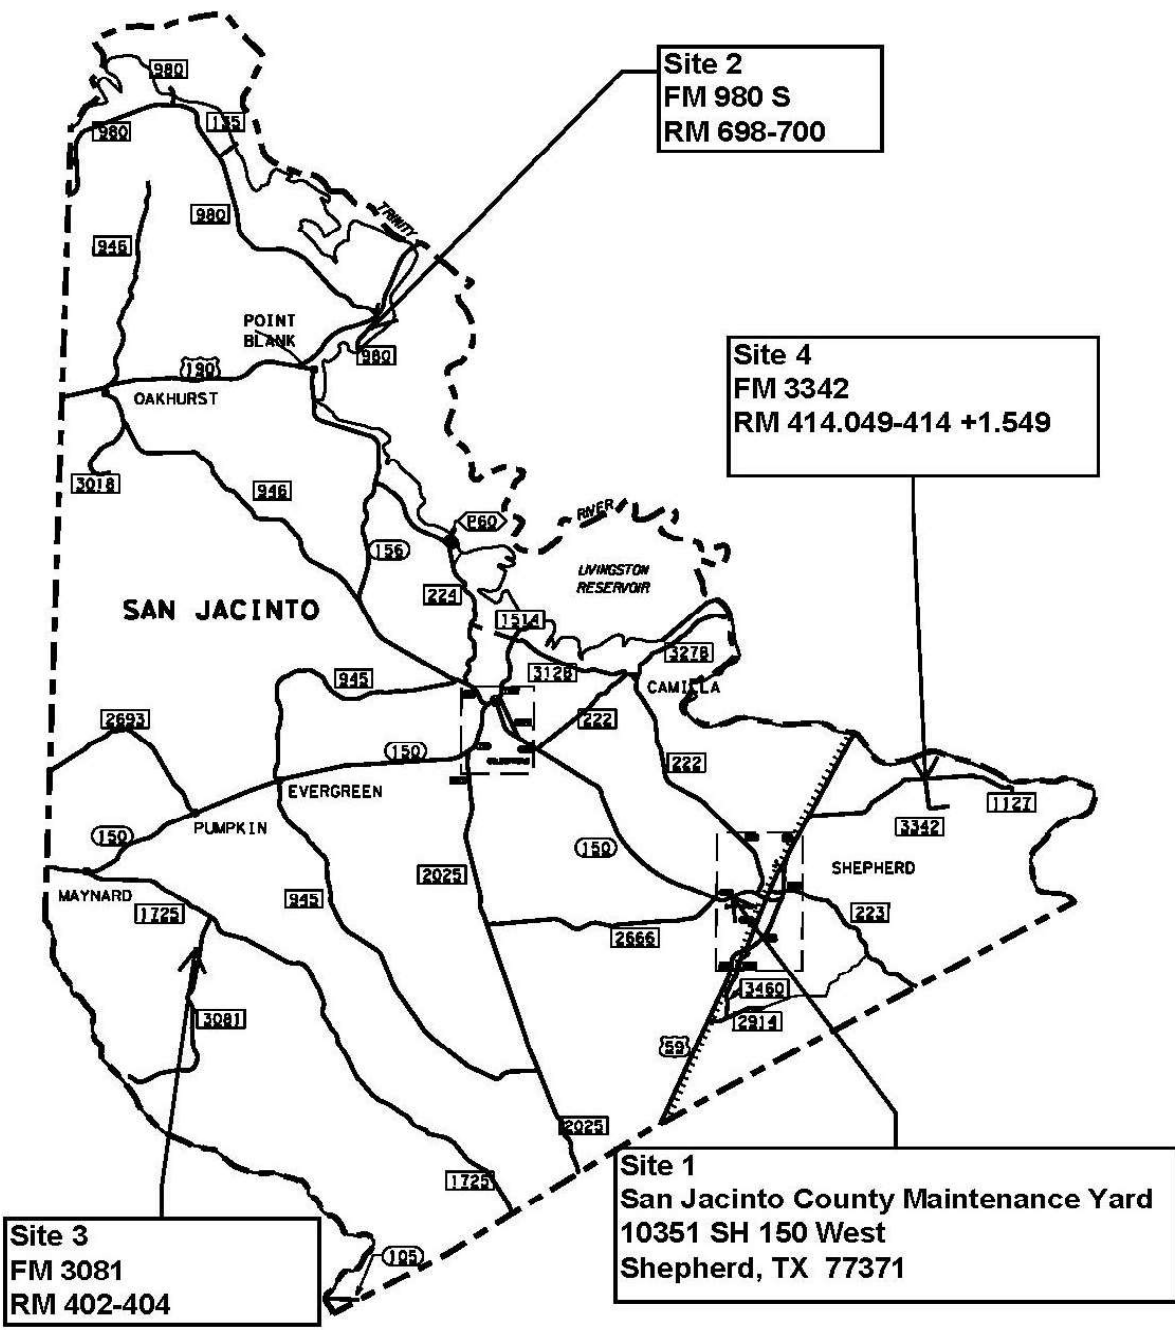 980
Site 2
FM 980 S
RM 698-700
980
135
980
TRINITY
946
POINT
BLANK
980
190
OAKHURST
Site 4
FM 3342
RM 414.049-414 +1.549
3018
946
P60
RIVER
156
LIVINGSTON
RESERVOIR
224
SAN JACINTO
1514
3278
3128
945
CAMILLA
2693
222
150
222
EVERGREEN
1127
PUMPKIN
3342
150
150
SHEPHERD
2025
MAYNARD
945
1725
223
2666
3460
3081
2914
59
2025
1725
Site 1
San Jacinto County Maintenance Yard
10351 SH 150 West
Shepherd, TX 77371
Site 3
FM 3081
RM 402-404
105